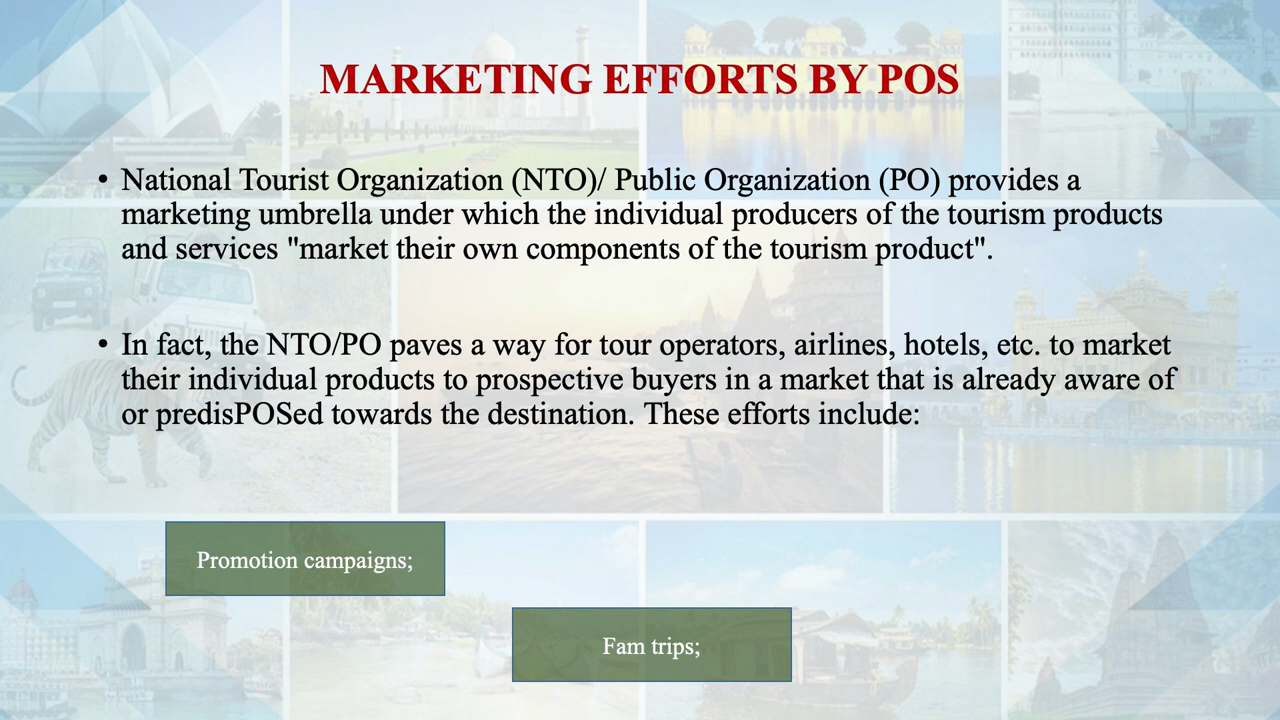 MARKETING EFFORTS BY POS
• National Tourist Organization (NTO)/ Public Organization (PO) provides a
marketing umbrella under which the individual producers of the tourism products
and services "market their own components of the tourism product".
• In fact, the NTO/PO paves a way for tour operators, airlines, hotels, etc. to market
their individual products to prospective buyers in a market that is already aware of
or predisPOSed towards the destination. These efforts include:
Promotion campaigns;
Fam trips;